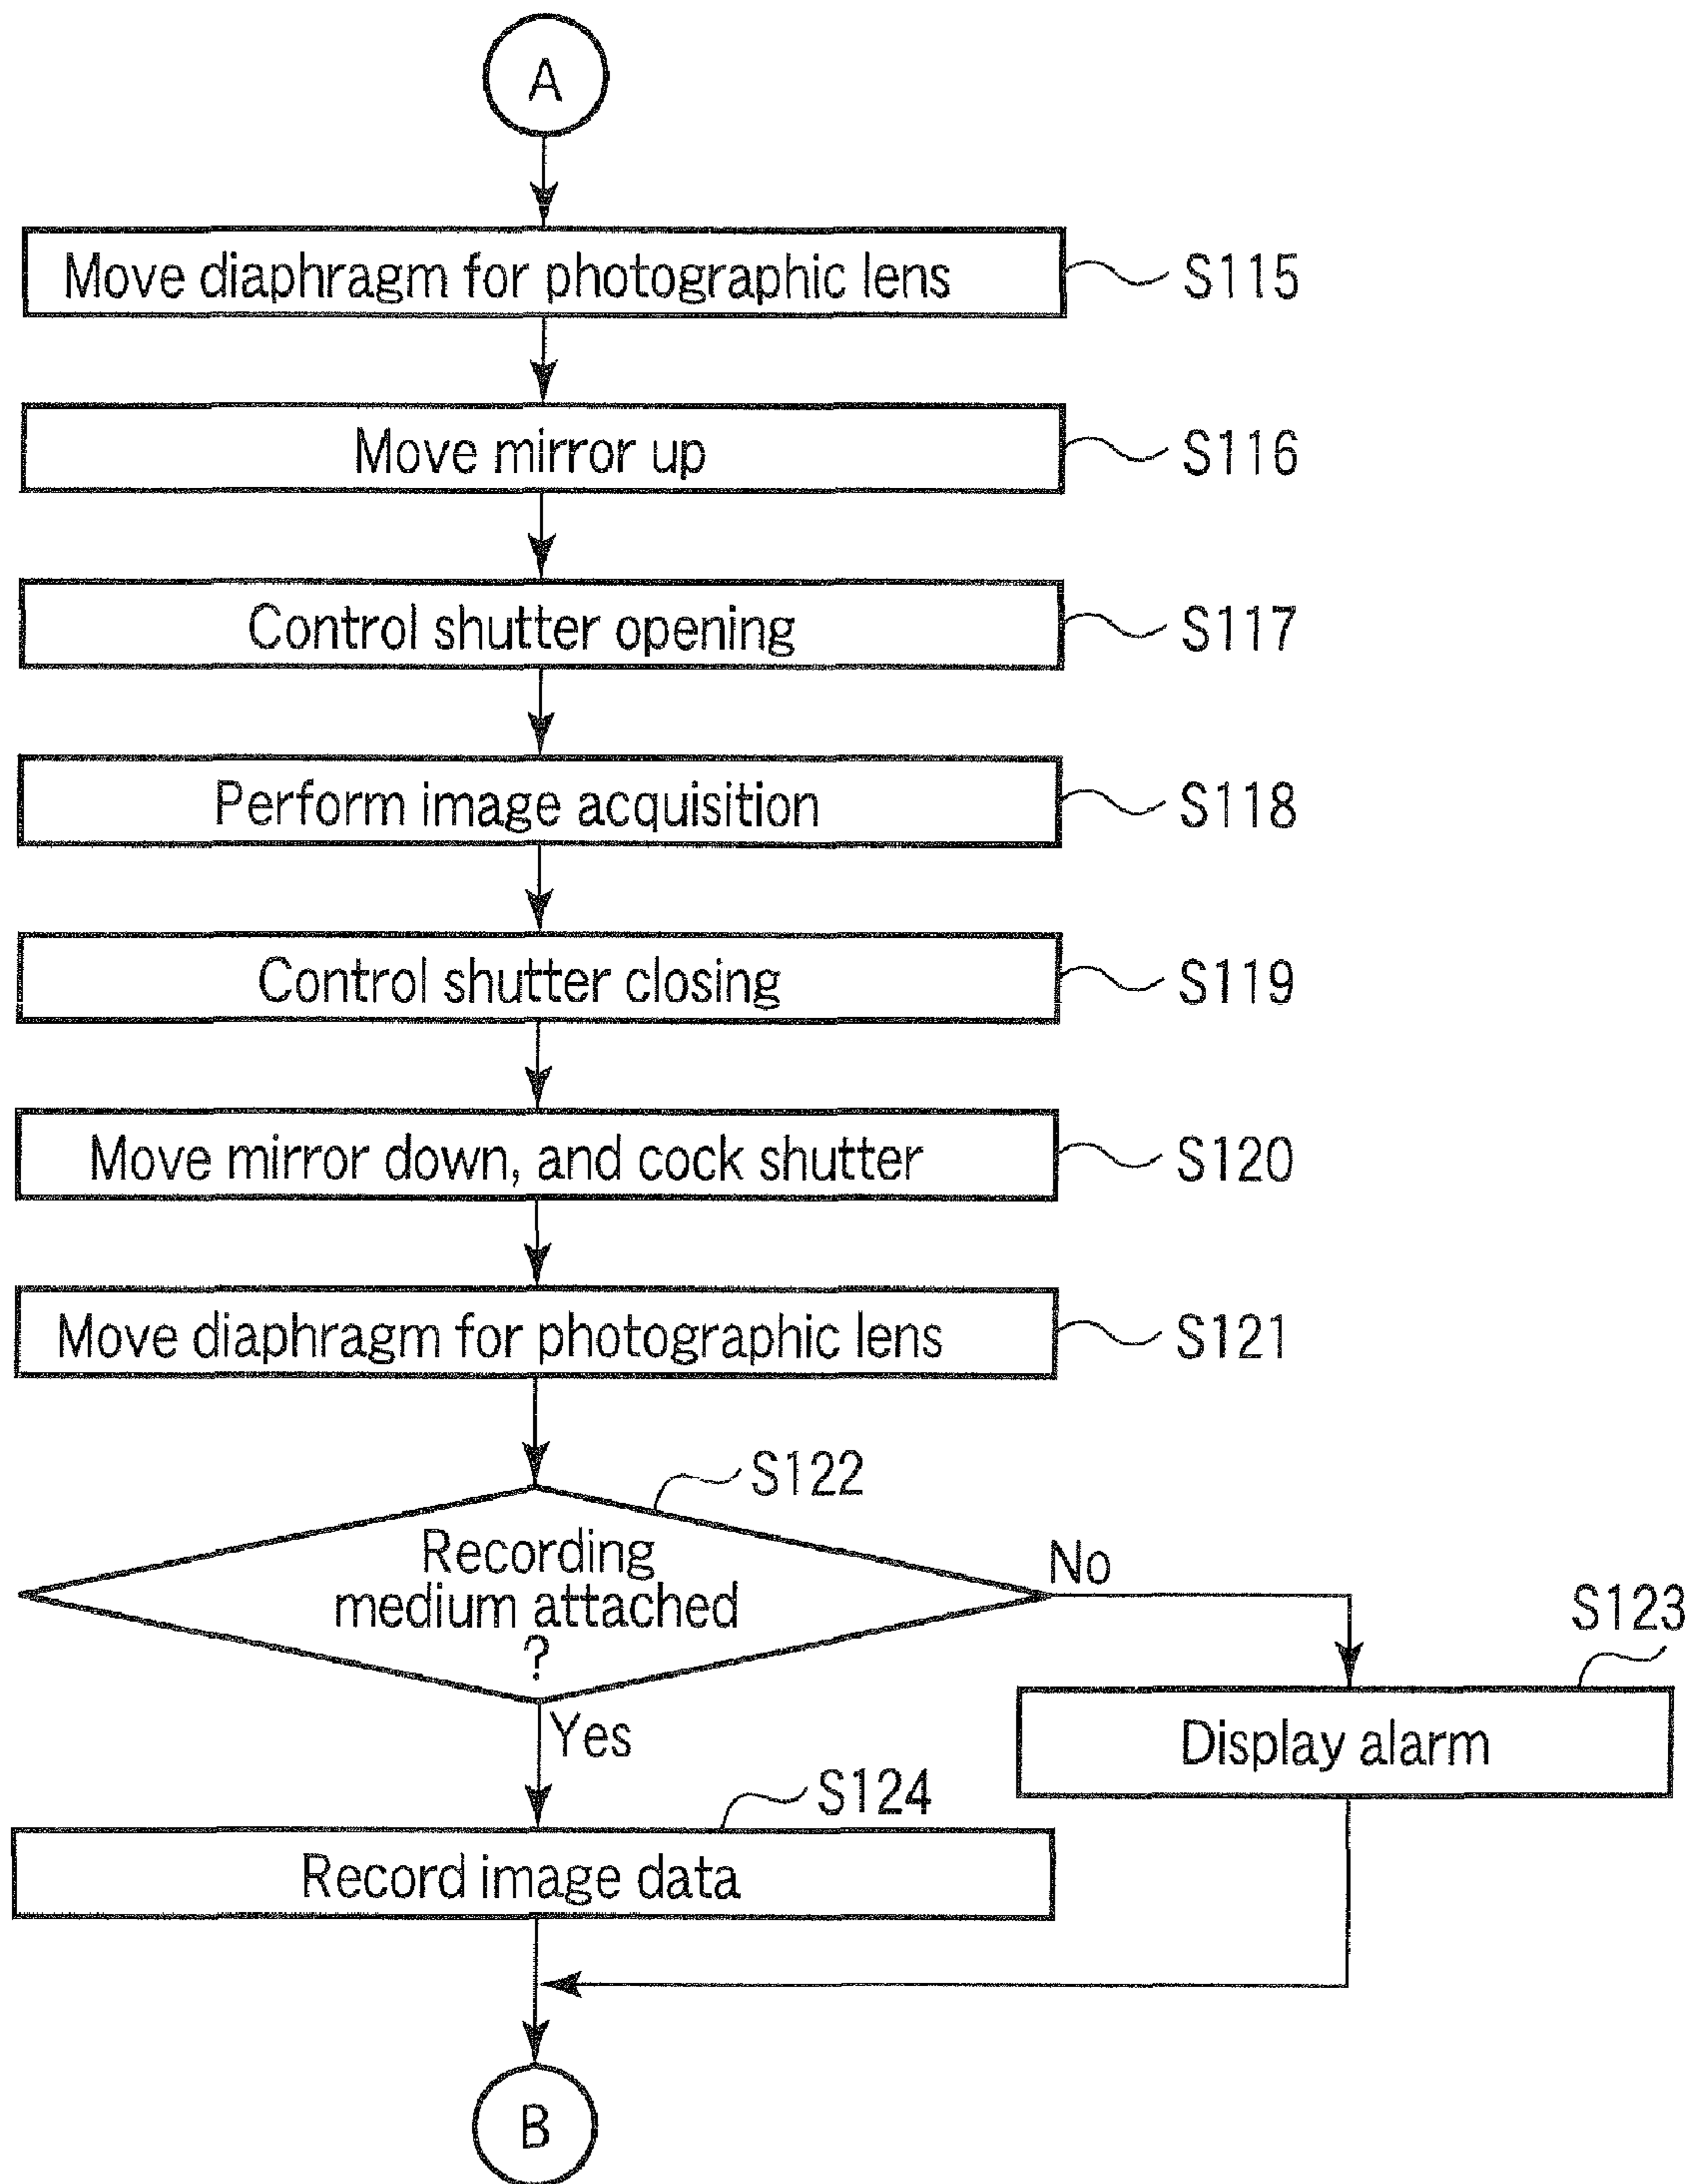 A
Move diaphragm for photographic lens S115
Move mirror up S116
Control shutter opening S117
Perform image acquisition S118
Control shutter closing S119
Move mirror down, and cock shutter S120
Move diaphragm for photographic lens S121
S122
Recording
medium attached
?
No
S123
Display alarm
Yes
S124
Record image data
B